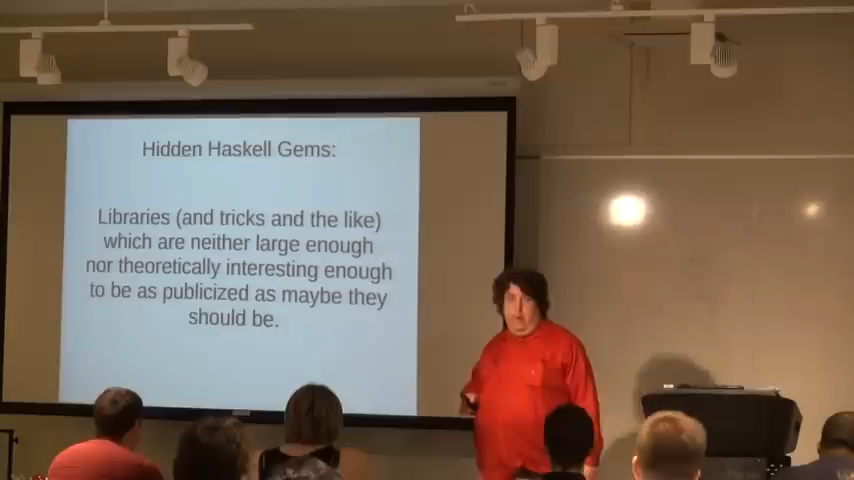 Hidden Haskell Gems:
Libraries (and tricks and the like)
which are neither large enough
nor theoretically interesting enough
to be as publicized as maybe they
should be.